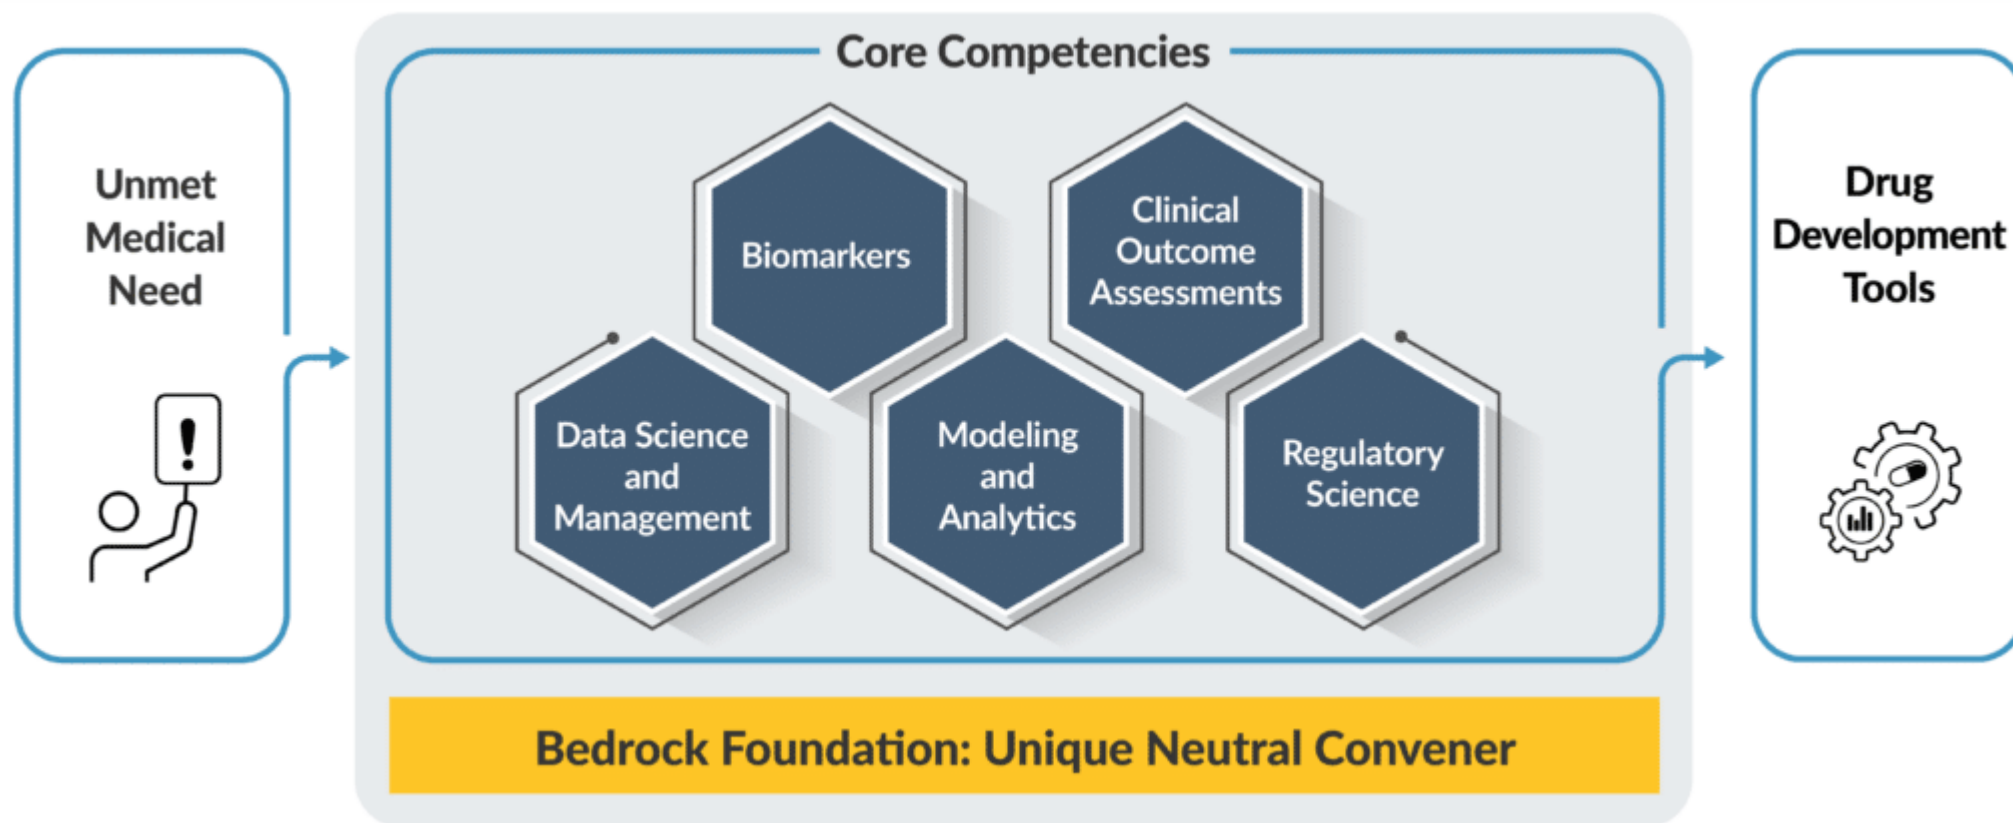 Core Competencies
Unmet
Medical
Need
Biomarkers
Clinical
Outcome
Assessments
Data Science
and
Management
Modeling
and
Analytics
Regulatory
Science
Drug
Development
Tools
Bedrock Foundation: Unique Neutral Convener